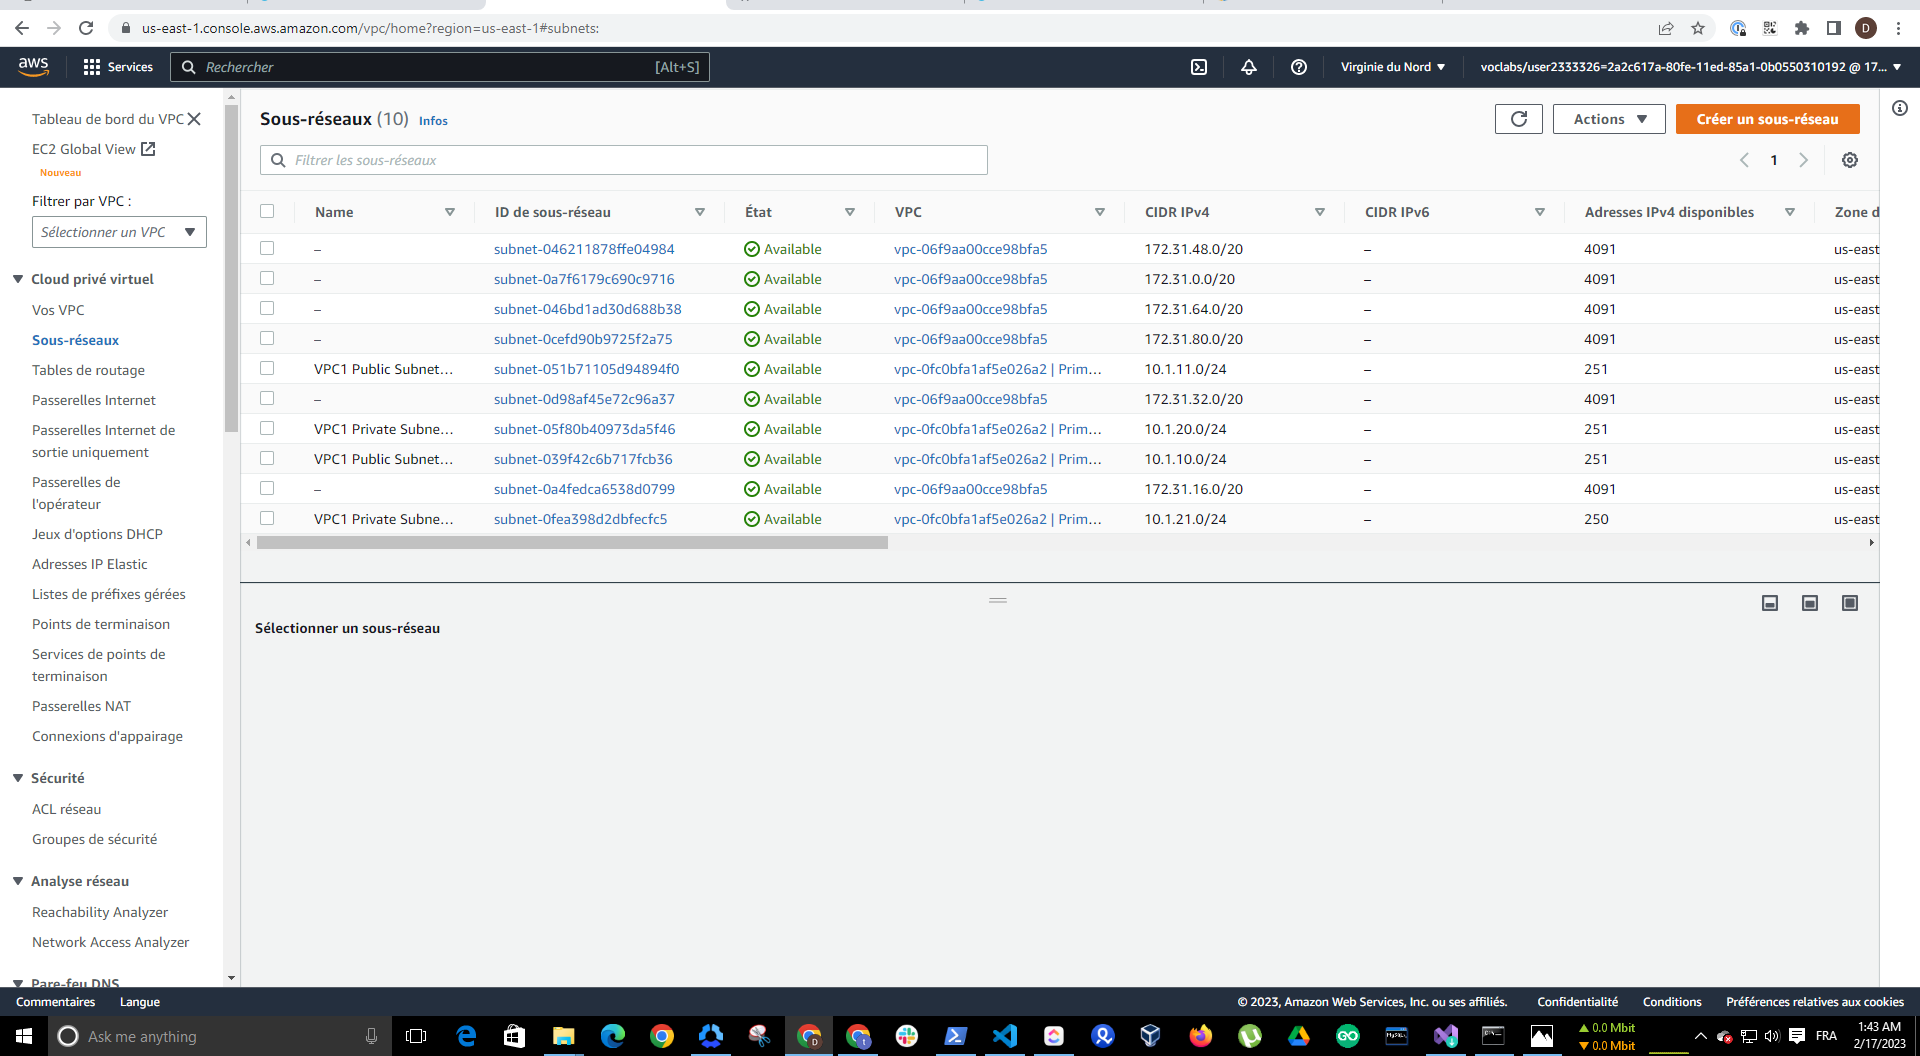 us-east-1.console.aws.amazon.com/vpc/home?region=us-east-1#subnets:
D
aws
Services
Rechercher [Alt+S]
Virginie du Nord
voclabs/user2333326=2a2c617a-80fe-11ed-85a1-0b0550310192 @ 17...
Tableau de bord du VPC
EC2 Global View
Nouveau
Filtrer par VPC :
Sélectionner un VPC
Cloud privé virtuel
Vos VPC
Sous-réseaux
Tables de routage
Passerelles Internet
Passerelles Internet de
sortie uniquement
Passerelles de
l'opérateur
Jeux d'options DHCP
Adresses IP Elastic
Listes de préfixes gérées
Points de terminaison
Services de points de
terminaison
Passerelles NAT
Connexions d'appairage
Sécurité
ACL réseau
Groupes de sécurité
Analyse réseau
Reachability Analyzer
Network Access Analyzer
Pare-feu DNS
Sous-réseaux (10) Infos
Actions
Créer un sous-réseau
Filtrer les sous-réseaux
1
Name ID de sous-réseau État VPC CIDR IPv4 CIDR IPv6 Adresses IPv4 disponibles Zone d
– subnet-046211878ffe04984 Available vpc-06f9aa00cce98bfa5 172.31.48.0/20 – 4091 us-east
– subnet-0a7f6179c690c9716 Available vpc-06f9aa00cce98bfa5 172.31.0.0/20 – 4091 us-east
– subnet-046bd1ad30d688b38 Available vpc-06f9aa00cce98bfa5 172.31.64.0/20 – 4091 us-east
– subnet-0cefd90b9725f2a75 Available vpc-06f9aa00cce98bfa5 172.31.80.0/20 – 4091 us-east
VPC1 Public Subnet... subnet-051b71105d94894f0 Available vpc-0fc0bfa1af5e026a2 | Prim... 10.1.11.0/24 – 251 us-east
– subnet-0d98af45e72c96a37 Available vpc-06f9aa00cce98bfa5 172.31.32.0/20 – 4091 us-east
VPC1 Private Subne... subnet-05f80b40973da5f46 Available vpc-0fc0bfa1af5e026a2 | Prim... 10.1.20.0/24 – 251 us-east
VPC1 Public Subnet... subnet-039f42c6b717fcb36 Available vpc-0fc0bfa1af5e026a2 | Prim... 10.1.10.0/24 – 251 us-east
– subnet-0a4fedca6538d0799 Available vpc-06f9aa00cce98bfa5 172.31.16.0/20 – 4091 us-east
VPC1 Private Subne... subnet-0fea398d2dbfecfc5 Available vpc-0fc0bfa1af5e026a2 | Prim... 10.1.21.0/24 – 250 us-east
Sélectionner un sous-réseau
Commentaires Langue
© 2023, Amazon Web Services, Inc. ou ses affiliés. Confidentialité Conditions Préférences relatives aux cookies
Ask me anything
0.0 Mbit
0.0 Mbit
FRA
1:43 AM
2/17/2023